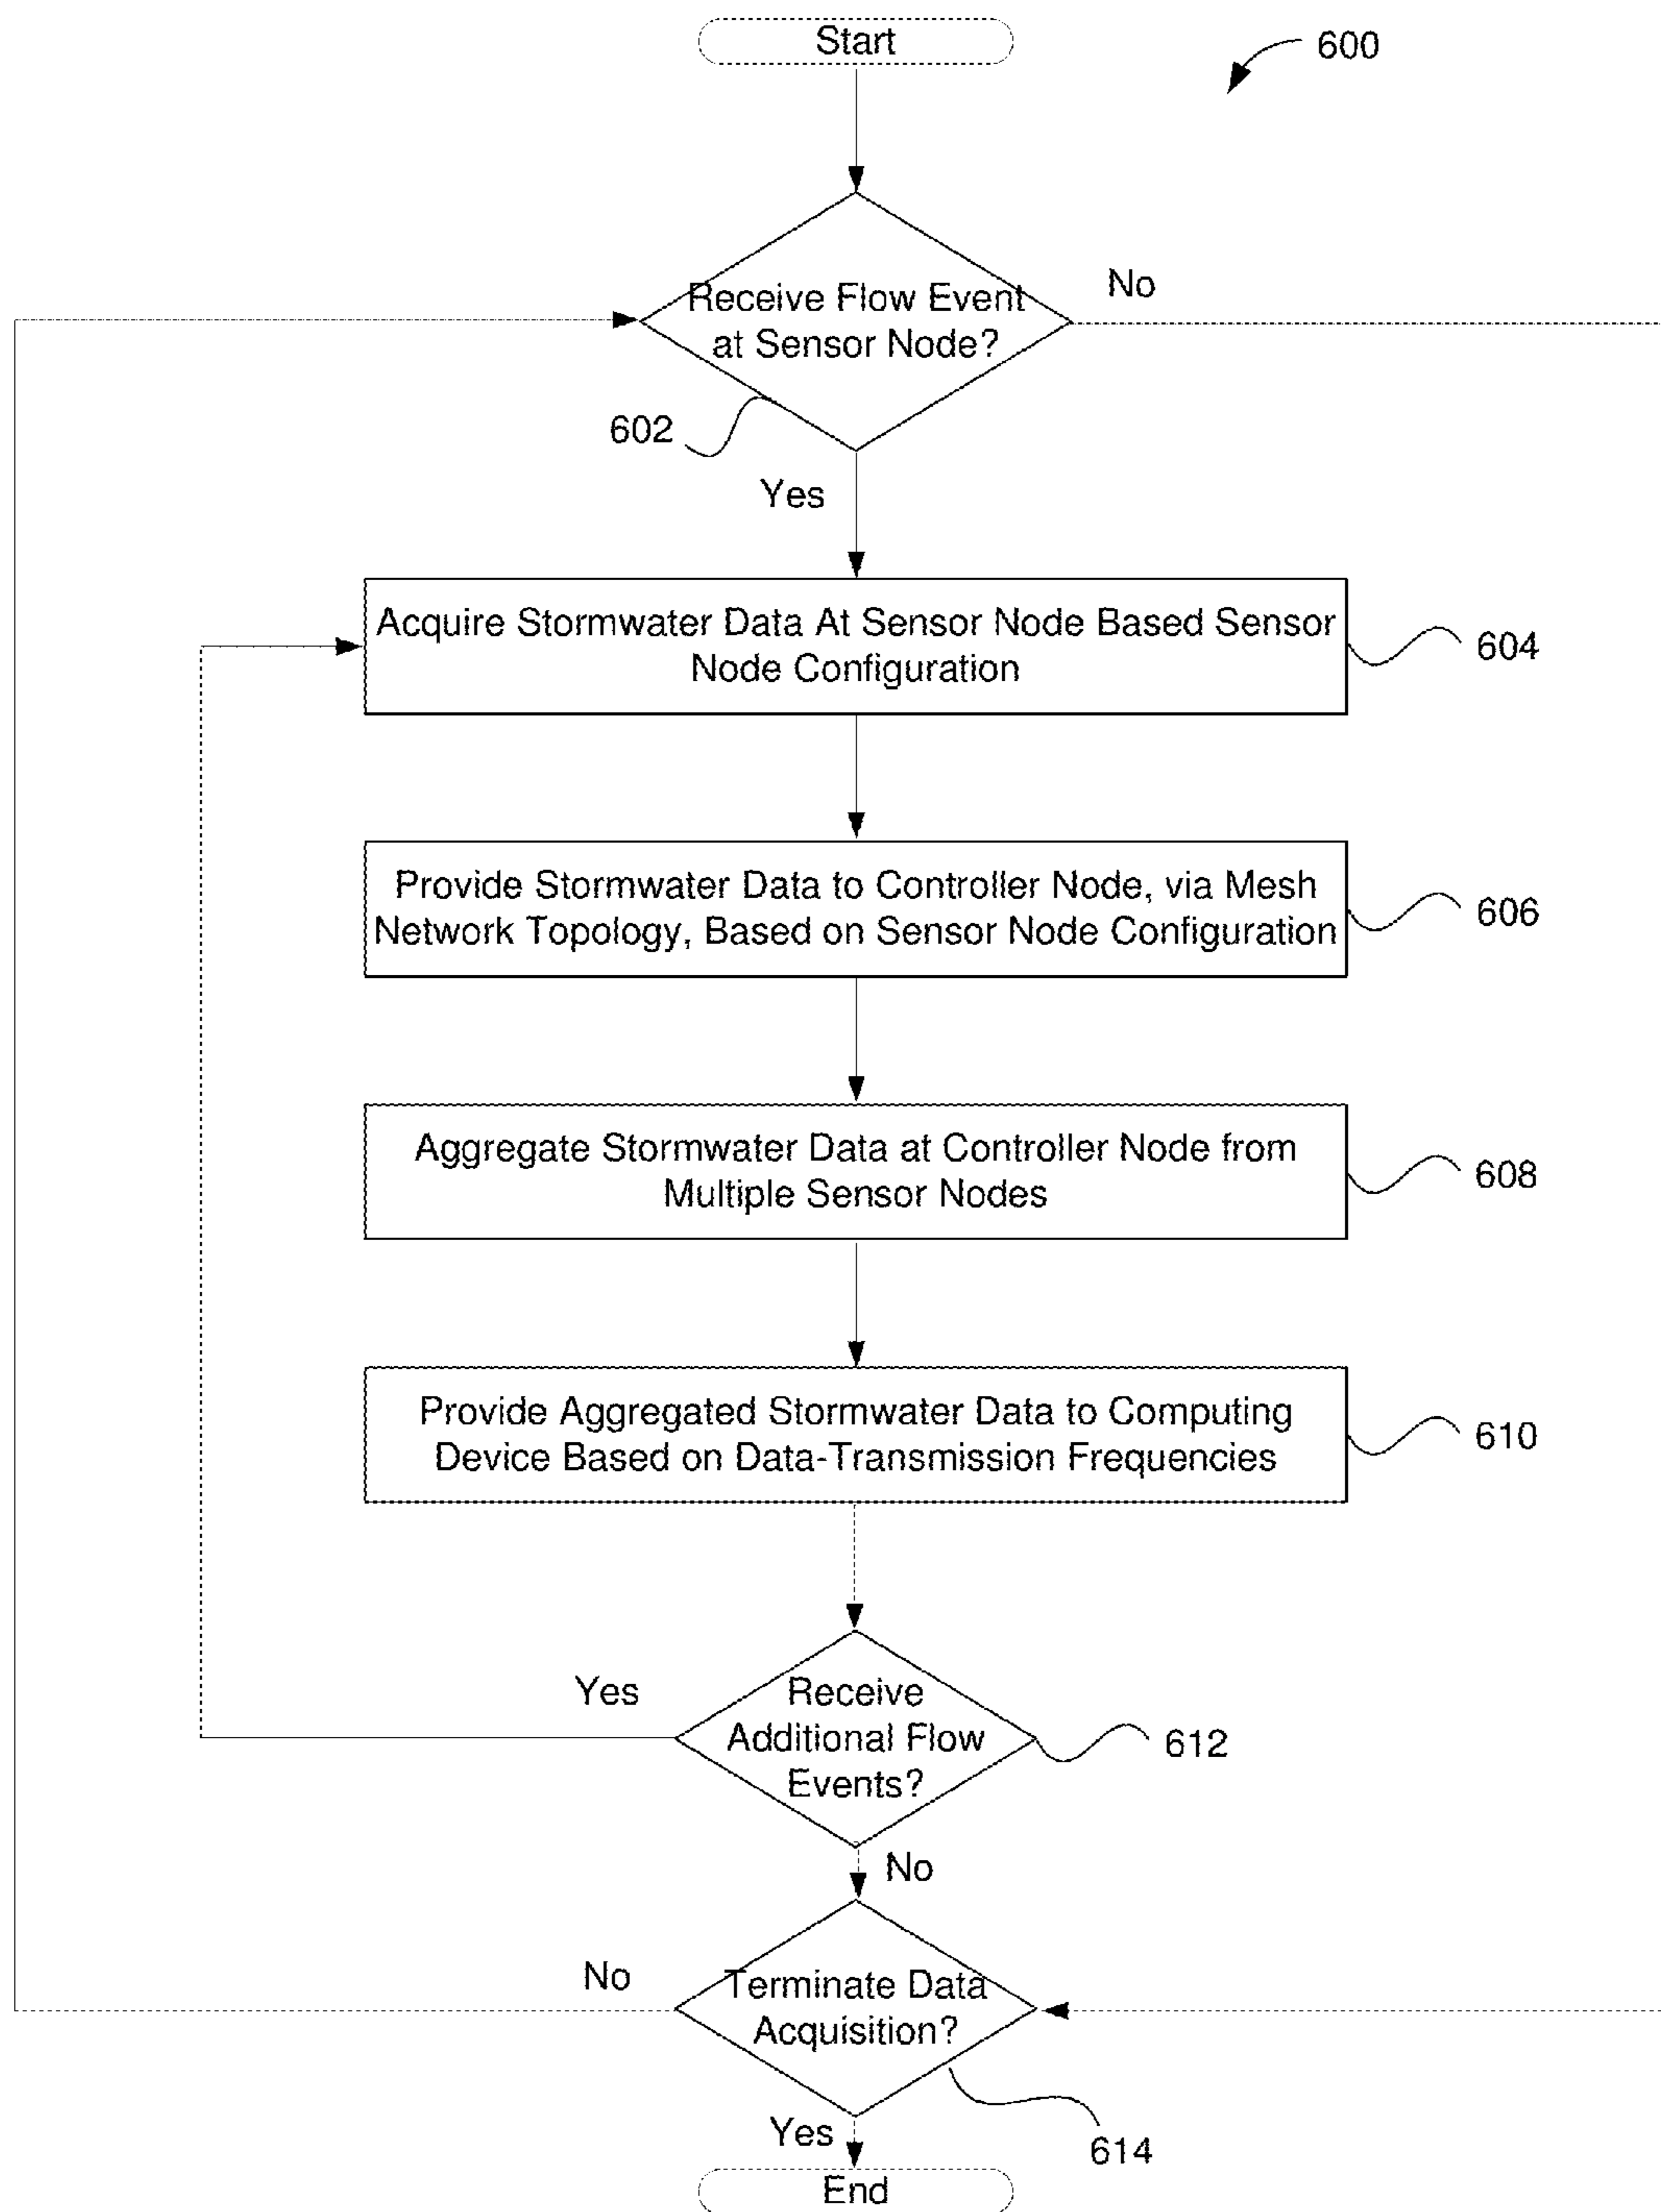 Start
600
Receive Flow Event
at Sensor Node?
No
602
Yes
Acquire Stormwater Data At Sensor Node Based Sensor
Node Configuration
604
Provide Stormwater Data to Controller Node, via Mesh
Network Topology, Based on Sensor Node Configuration
606
Aggregate Stormwater Data at Controller Node from
Multiple Sensor Nodes
608
Provide Aggregated Stormwater Data to Computing
Device Based on Data-Transmission Frequencies
610
Yes
Receive
Additional Flow
Events?
612
No
No
Terminate Data
Acquisition?
Yes
614
End